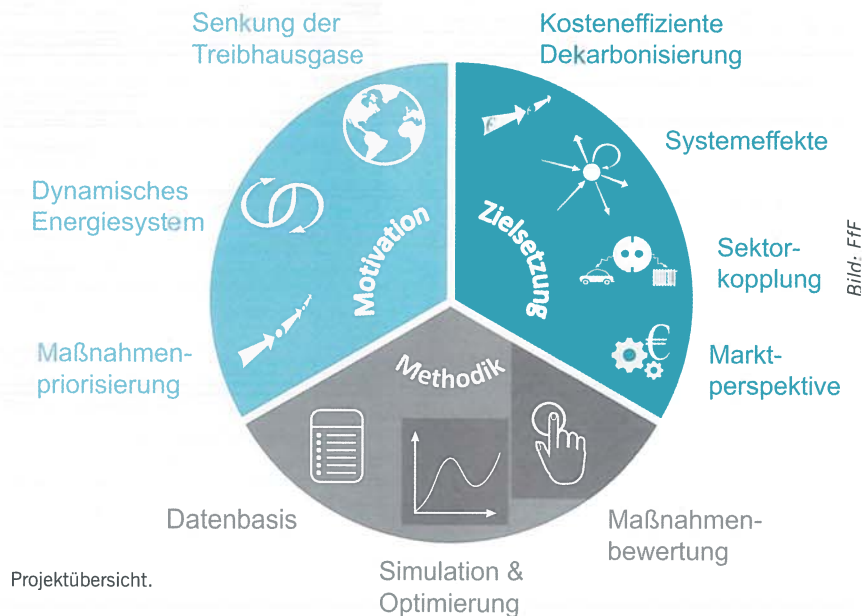 Senkung der
Treibhausgase
Kosteneffiziente
Dekarbonisierung
Systemeffekte
Dynamisches
Energiesystem
Motivation
Zielsetzung
Sektor-
kopplung
Bild: FfE
Maßnahmen-
priorisierung
Methodik
€
Markt-
perspektive
Datenbasis
Maßnahmen-
bewertung
Simulation &
Optimierung
Projektübersicht.